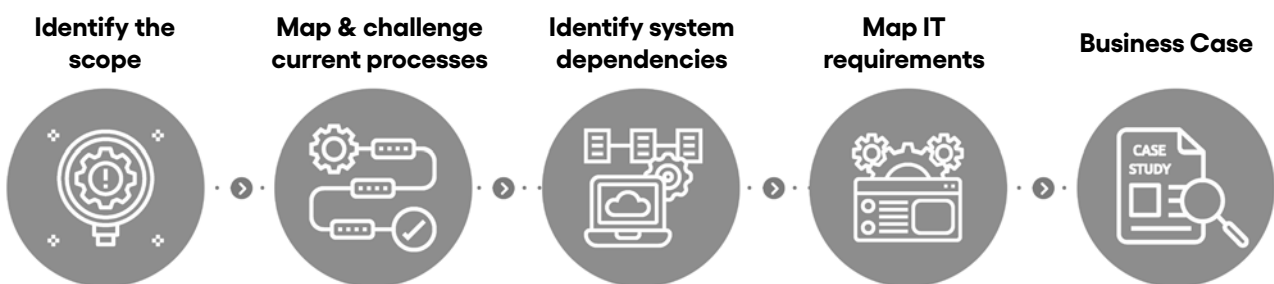 Identify the
scope
Map & challenge
current processes
Identify system
dependencies
Map IT
requirements
Business Case
CASE
STUDY